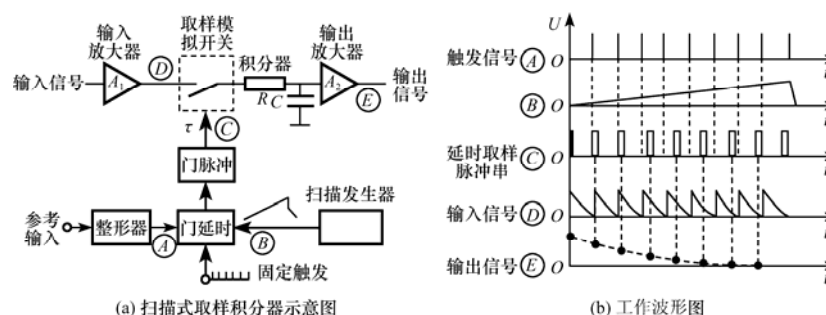 输入
放大器
取样模
拟开关
积分器
输出
放大器
输入信号
A₁
D
R
C
A₂
E
输出
信号
τ
C
门脉冲
扫描发生器
参考
输入
整形器
A
门延时
B
固定触发
(a) 扫描式取样积分器示意图
U
触发信号 A O
B O
延时取样
脉冲串
C O
输入信号 D O
输出信号 E O
(b) 工作波形图